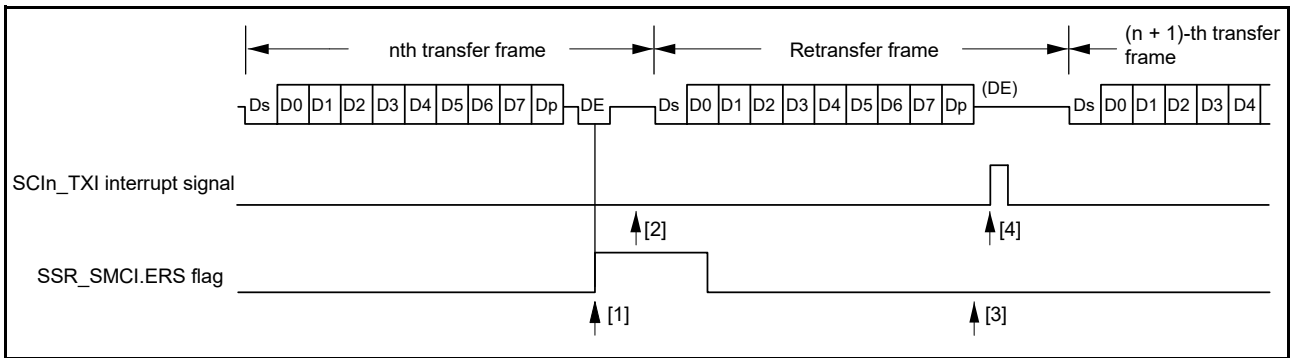 nth transfer frame
Retransfer frame
(n + 1)-th transfer
frame
Ds D0 D1 D2 D3 D4 D5 D6 D7 Dp DE
Ds D0 D1 D2 D3 D4 D5 D6 D7 Dp
(DE)
Ds D0 D1 D2 D3 D4
SCIn_TXI interrupt signal
[2]
[4]
SSR_SMCI.ERS flag
[1]
[3]